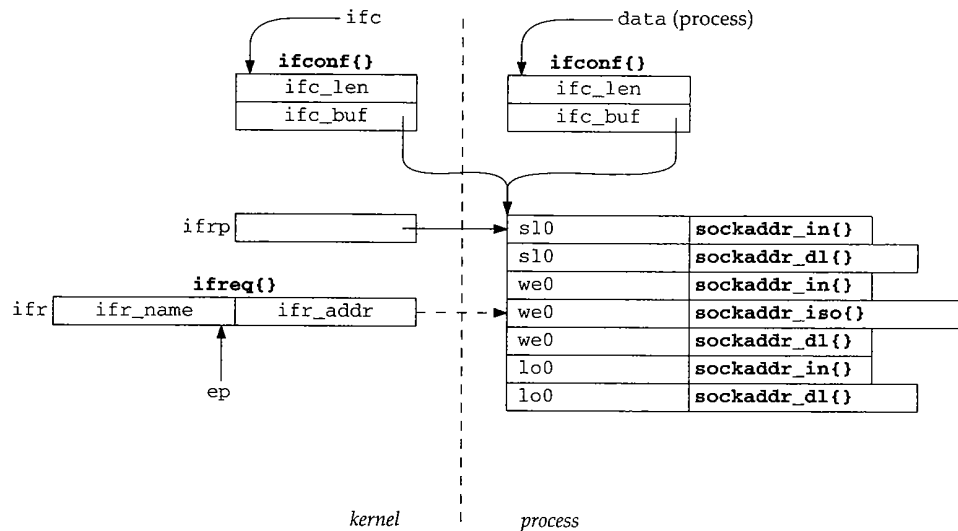 ifc
data (process)
ifconf{}
ifconf{}
ifc_len
ifc_len
ifc_buf
ifc_buf
ifrp
sl0 sockaddr_in{}
sl0 sockaddr_dl{}
we0 sockaddr_in{}
ifreq{}
ifr ifr_name ifr_addr
we0 sockaddr_iso{}
we0 sockaddr_dl{}
lo0 sockaddr_in{}
ep
lo0 sockaddr_dl{}
kernel
process